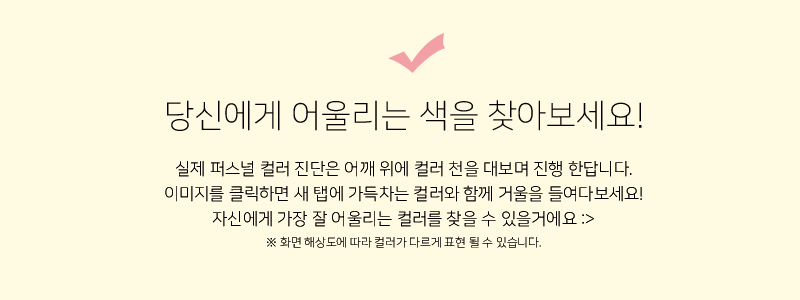 당신에게 어울리는 색을 찾아보세요!
실제 퍼스널 컬러 진단은 어깨 위에 컬러 천을 대보며 진행 한답니다.
이미지를 클릭하면 새 탭에 가득차는 컬러와 함께 거울을 들여다보세요!
자신에게 가장 잘 어울리는 컬러를 찾을 수 있을거에요 :>
※ 화면 해상도에 따라 컬러가 다르게 표현 될 수 있습니다.